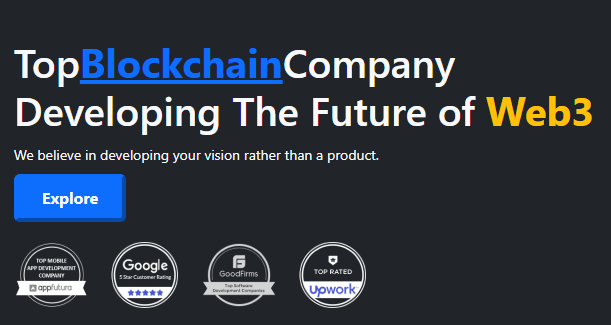 TopBlockchainCompany
Developing The Future of Web3
We believe in developing your vision rather than a product.
Explore
TOP MOBILE
APP DEVELOPMENT
COMPANY
appfutura
Google
5 Star Customer Rating
GoodFirms
Top Software
Development Companies
TOP RATED
Upwork